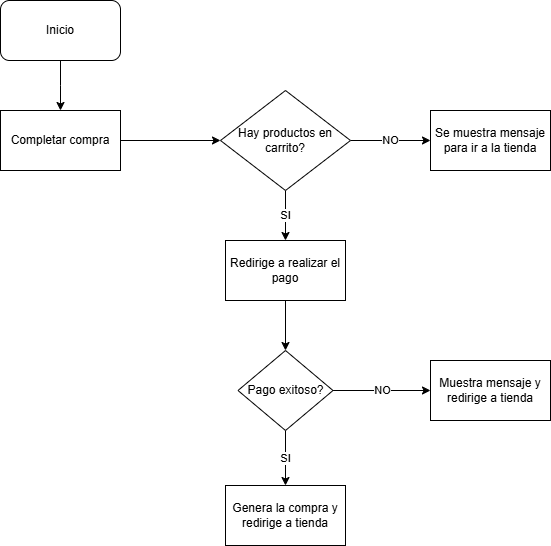 Inicio
Completar compra
Hay productos en
carrito?
NO
Se muestra mensaje
para ir a la tienda
SI
Redirige a realizar el
pago
Pago exitoso?
NO
Muestra mensaje y
redirige a tienda
SI
Genera la compra y
redirige a tienda